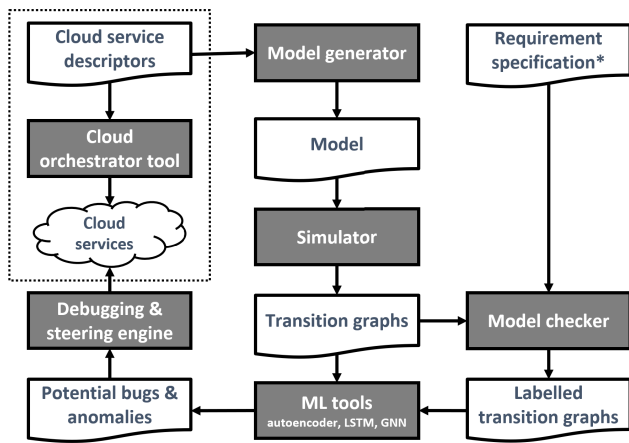 Cloud service
descriptors
Model generator
Requirement
specification*
Cloud
orchestrator tool
Model
Cloud
services
Simulator
Debugging &
steering engine
Transition graphs
Model checker
Potential bugs &
anomalies
ML tools
autoencoder, LSTM, GNN
Labelled
transition graphs